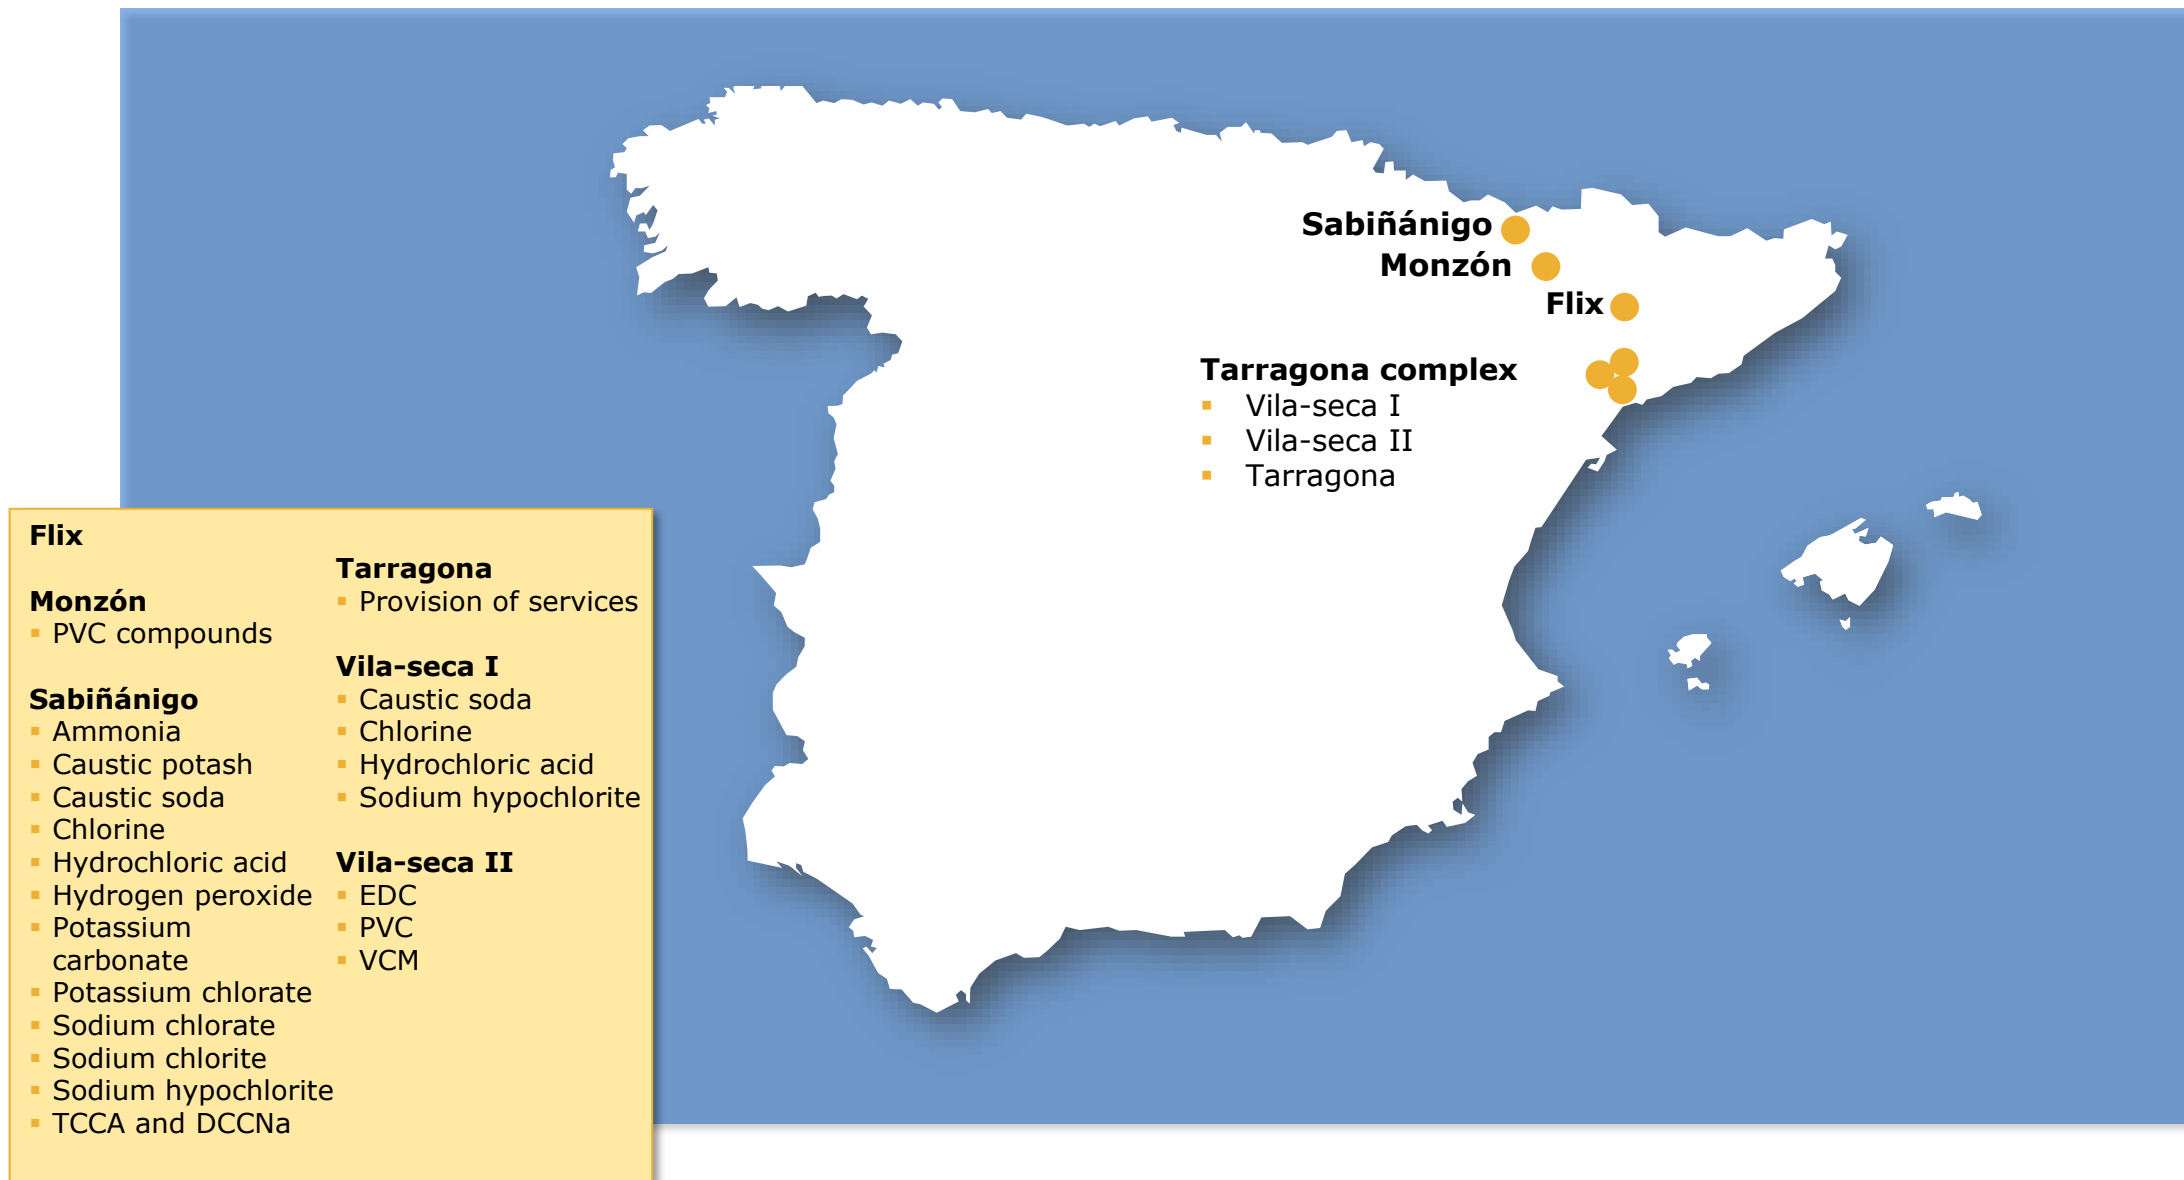 Sabiñánigo
Monzón
Flix
Tarragona complex
▪ Vila-seca I
▪ Vila-seca II
▪ Tarragona
Flix
Monzón
▪ PVC compounds
Sabiñánigo
▪ Ammonia
▪ Caustic potash
▪ Caustic soda
▪ Chlorine
▪ Hydrochloric acid
▪ Hydrogen peroxide
▪ Potassium
carbonate
▪ Potassium chlorate
▪ Sodium chlorate
▪ Sodium chlorite
▪ Sodium hypochlorite
▪ TCCA and DCCNa
Tarragona
▪ Provision of services
Vila-seca I
▪ Caustic soda
▪ Chlorine
▪ Hydrochloric acid
▪ Sodium hypochlorite
Vila-seca II
▪ EDC
▪ PVC
▪ VCM